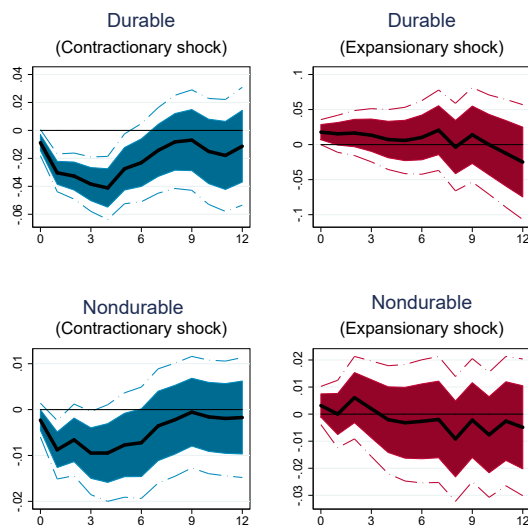 Durable
(Contractionary shock)
.04
.02
0
-.02
-.04
-.06
0 3 6 9 12
Durable
(Expansionary shock)
.1
.05
0
-.05
-.1
0 3 6 9 12
Nondurable
(Contractionary shock)
.01
0
-.01
-.02
0 3 6 9 12
Nondurable
(Expansionary shock)
.02
.01
0
-.01
-.02
-.03
0 3 6 9 12